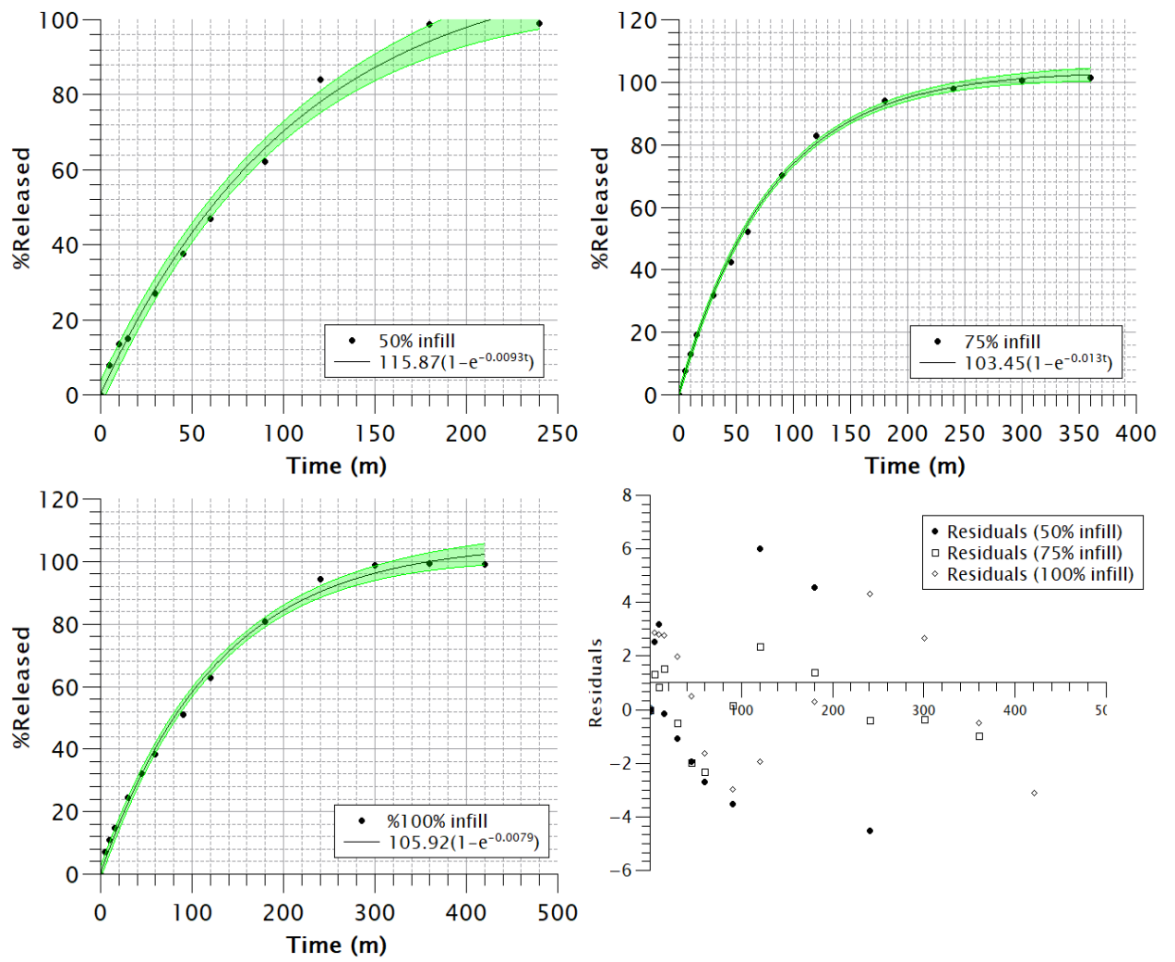 100
80
60
40
20
0
%Released
0 50 100 150 200 250
Time (m)
50% infill
115.87(1−e^−0.0093t)
120
100
80
60
40
20
0
%Released
0 50 100 150 200 250 300 350 400
Time (m)
75% infill
103.45(1−e^−0.013t)
120
100
80
60
40
20
0
%Released
0 100 200 300 400 500
Time (m)
%100% infill
105.92(1−e^−0.0079)
8
6
4
2
0
−2
−4
−6
Residuals
100 200 300 400
Residuals (50% infill)
Residuals (75% infill)
Residuals (100% infill)